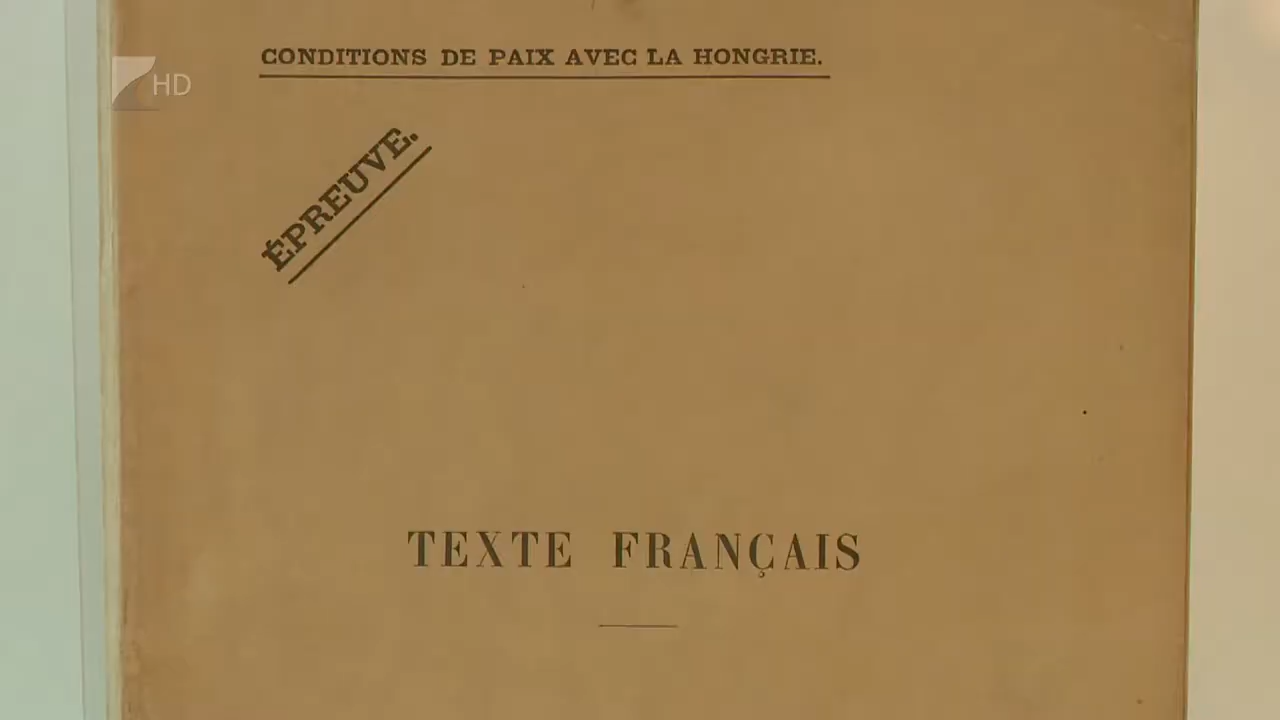 CONDITIONS DE PAIX AVEC LA HONGRIE.
HD
ÉPREUVE.
TEXTE FRANÇAIS